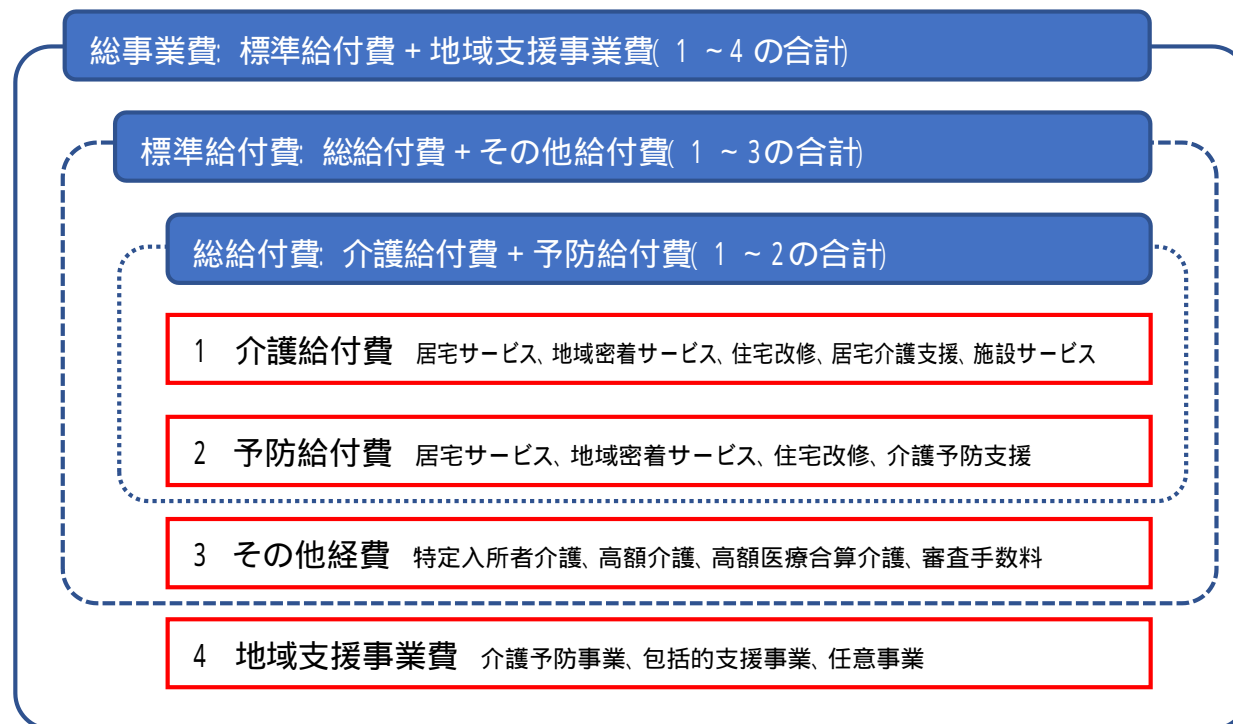 総事業費: 標準給付費+地域支援事業費( 1 ~4 の合計)
標準給付費: 総給付費+その他給付費( 1 ~3の合計)
総給付費: 介護給付費+予防給付費( 1 ~2の合計)
1 介護給付費 居宅サービス、地域密着サービス、住宅改修、居宅介護支援、施設サービス
2 予防給付費 居宅サービス、地域密着サービス、住宅改修、介護予防支援
3 その他経費 特定入所者介護、高額介護、高額医療合算介護、審査手数料
4 地域支援事業費 介護予防事業、包括的支援事業、任意事業